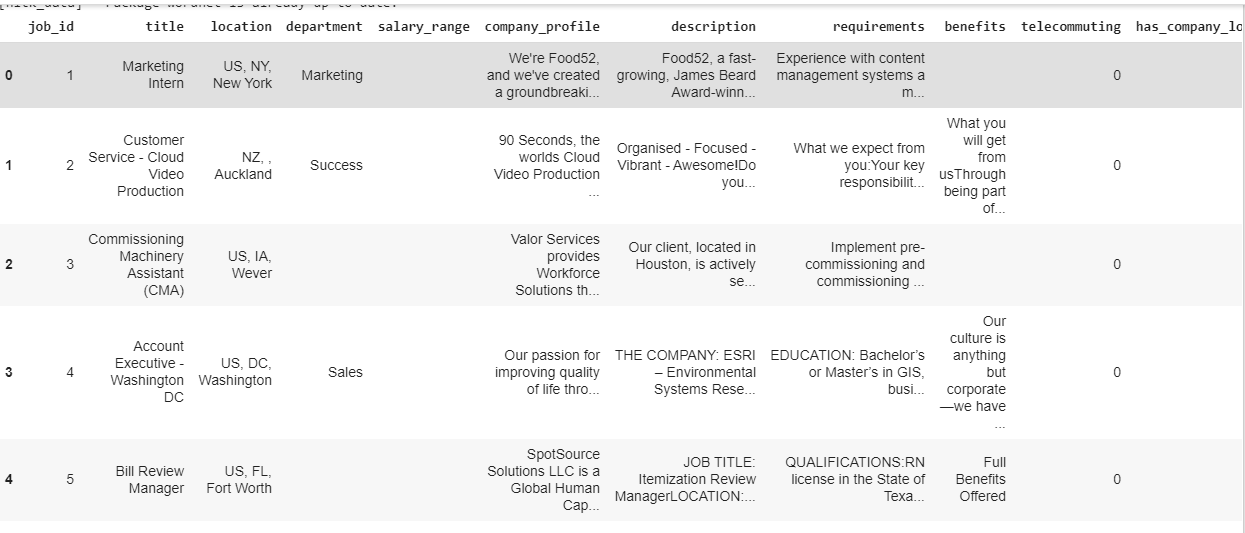 [nltk_data] Package wordnet is already up-to-date!
job_id title location department salary_range company_profile description requirements benefits telecommuting has_company_lo
0 1 Marketing Intern US, NY, New York Marketing We're Food52, and we've created a groundbreaki... Food52, a fast-growing, James Beard Award-winn... Experience with content management systems a m... 0
1 2 Customer Service - Cloud Video Production NZ, , Auckland Success 90 Seconds, the worlds Cloud Video Production ... Organised - Focused - Vibrant - Awesome!Do you... What we expect from you:Your key responsibilit... What you will get from usThrough being part of... 0
2 3 Commissioning Machinery Assistant (CMA) US, IA, Wever Valor Services provides Workforce Solutions th... Our client, located in Houston, is actively se... Implement pre-commissioning and commissioning ... 0
3 4 Account Executive - Washington DC US, DC, Washington Sales Our passion for improving quality of life thro... THE COMPANY: ESRI – Environmental Systems Rese... EDUCATION: Bachelor’s or Master’s in GIS, busi... Our culture is anything but corporate—we have ... 0
4 5 Bill Review Manager US, FL, Fort Worth SpotSource Solutions LLC is a Global Human Cap... JOB TITLE: Itemization Review ManagerLOCATION:... QUALIFICATIONS:RN license in the State of Texa... Full Benefits Offered 0